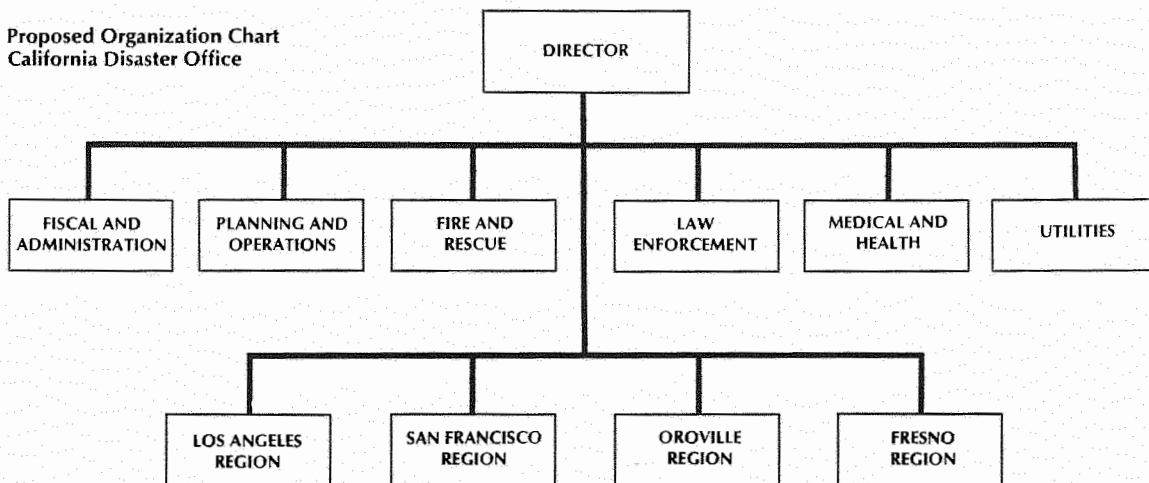 Proposed Organization Chart
California Disaster Office
DIRECTOR
FISCAL AND
ADMINISTRATION
PLANNING AND
OPERATIONS
FIRE AND
RESCUE
LAW
ENFORCEMENT
MEDICAL AND
HEALTH
UTILITIES
LOS ANGELES
REGION
SAN FRANCISCO
REGION
OROVILLE
REGION
FRESNO
REGION